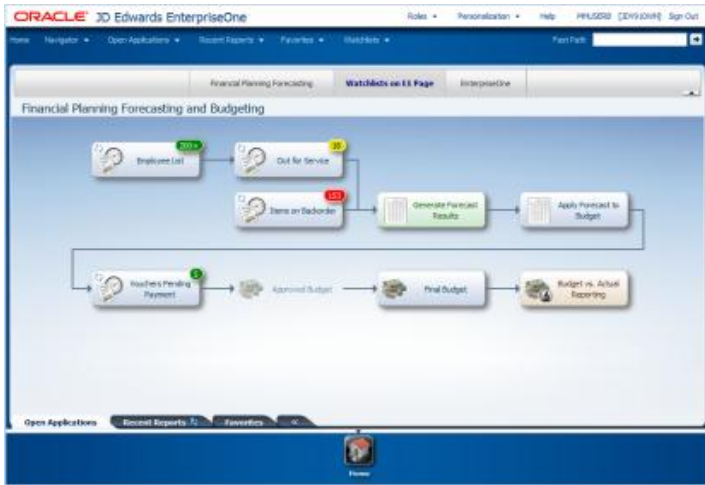 ORACLE JD Edwards EnterpriseOne
Roles Personalization Help Sign Out
Home Navigator Open Applications Recent Reports Favorites Watchlists Fast Path
Financial Planning Forecasting Watchlists on E1 Page EnterpriseOne
Financial Planning Forecasting and Budgeting
Employee List
Out for Service
153
Items on Backorder
Generate Forecast
Results
Apply Forecast to
Budget
Vouchers Pending
Payment
Approved Budget
Final Budget
Budget vs. Actual
Reporting
Open Applications Recent Reports Favorites
Home